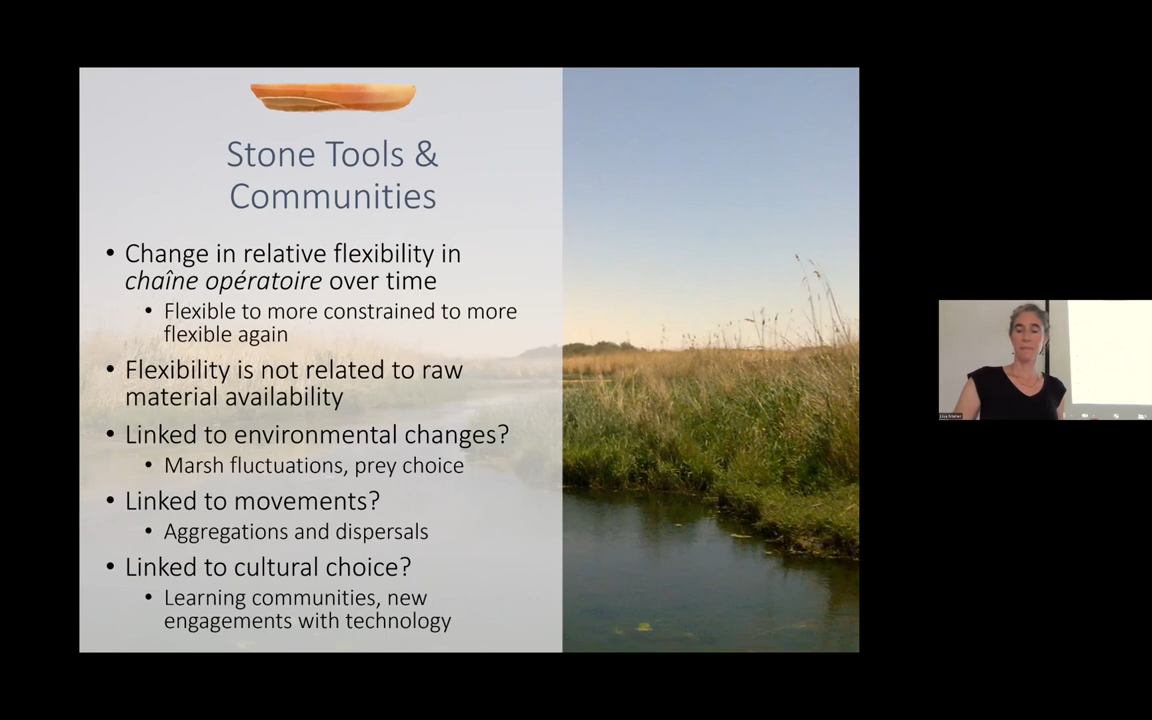 Stone Tools &
Communities
• Change in relative flexibility in
chaîne opératoire over time
• Flexible to more constrained to more
flexible again
• Flexibility is not related to raw
material availability
• Linked to environmental changes?
• Marsh fluctuations, prey choice
• Linked to movements?
• Aggregations and dispersals
• Linked to cultural choice?
• Learning communities, new
engagements with technology
Lisa Maher